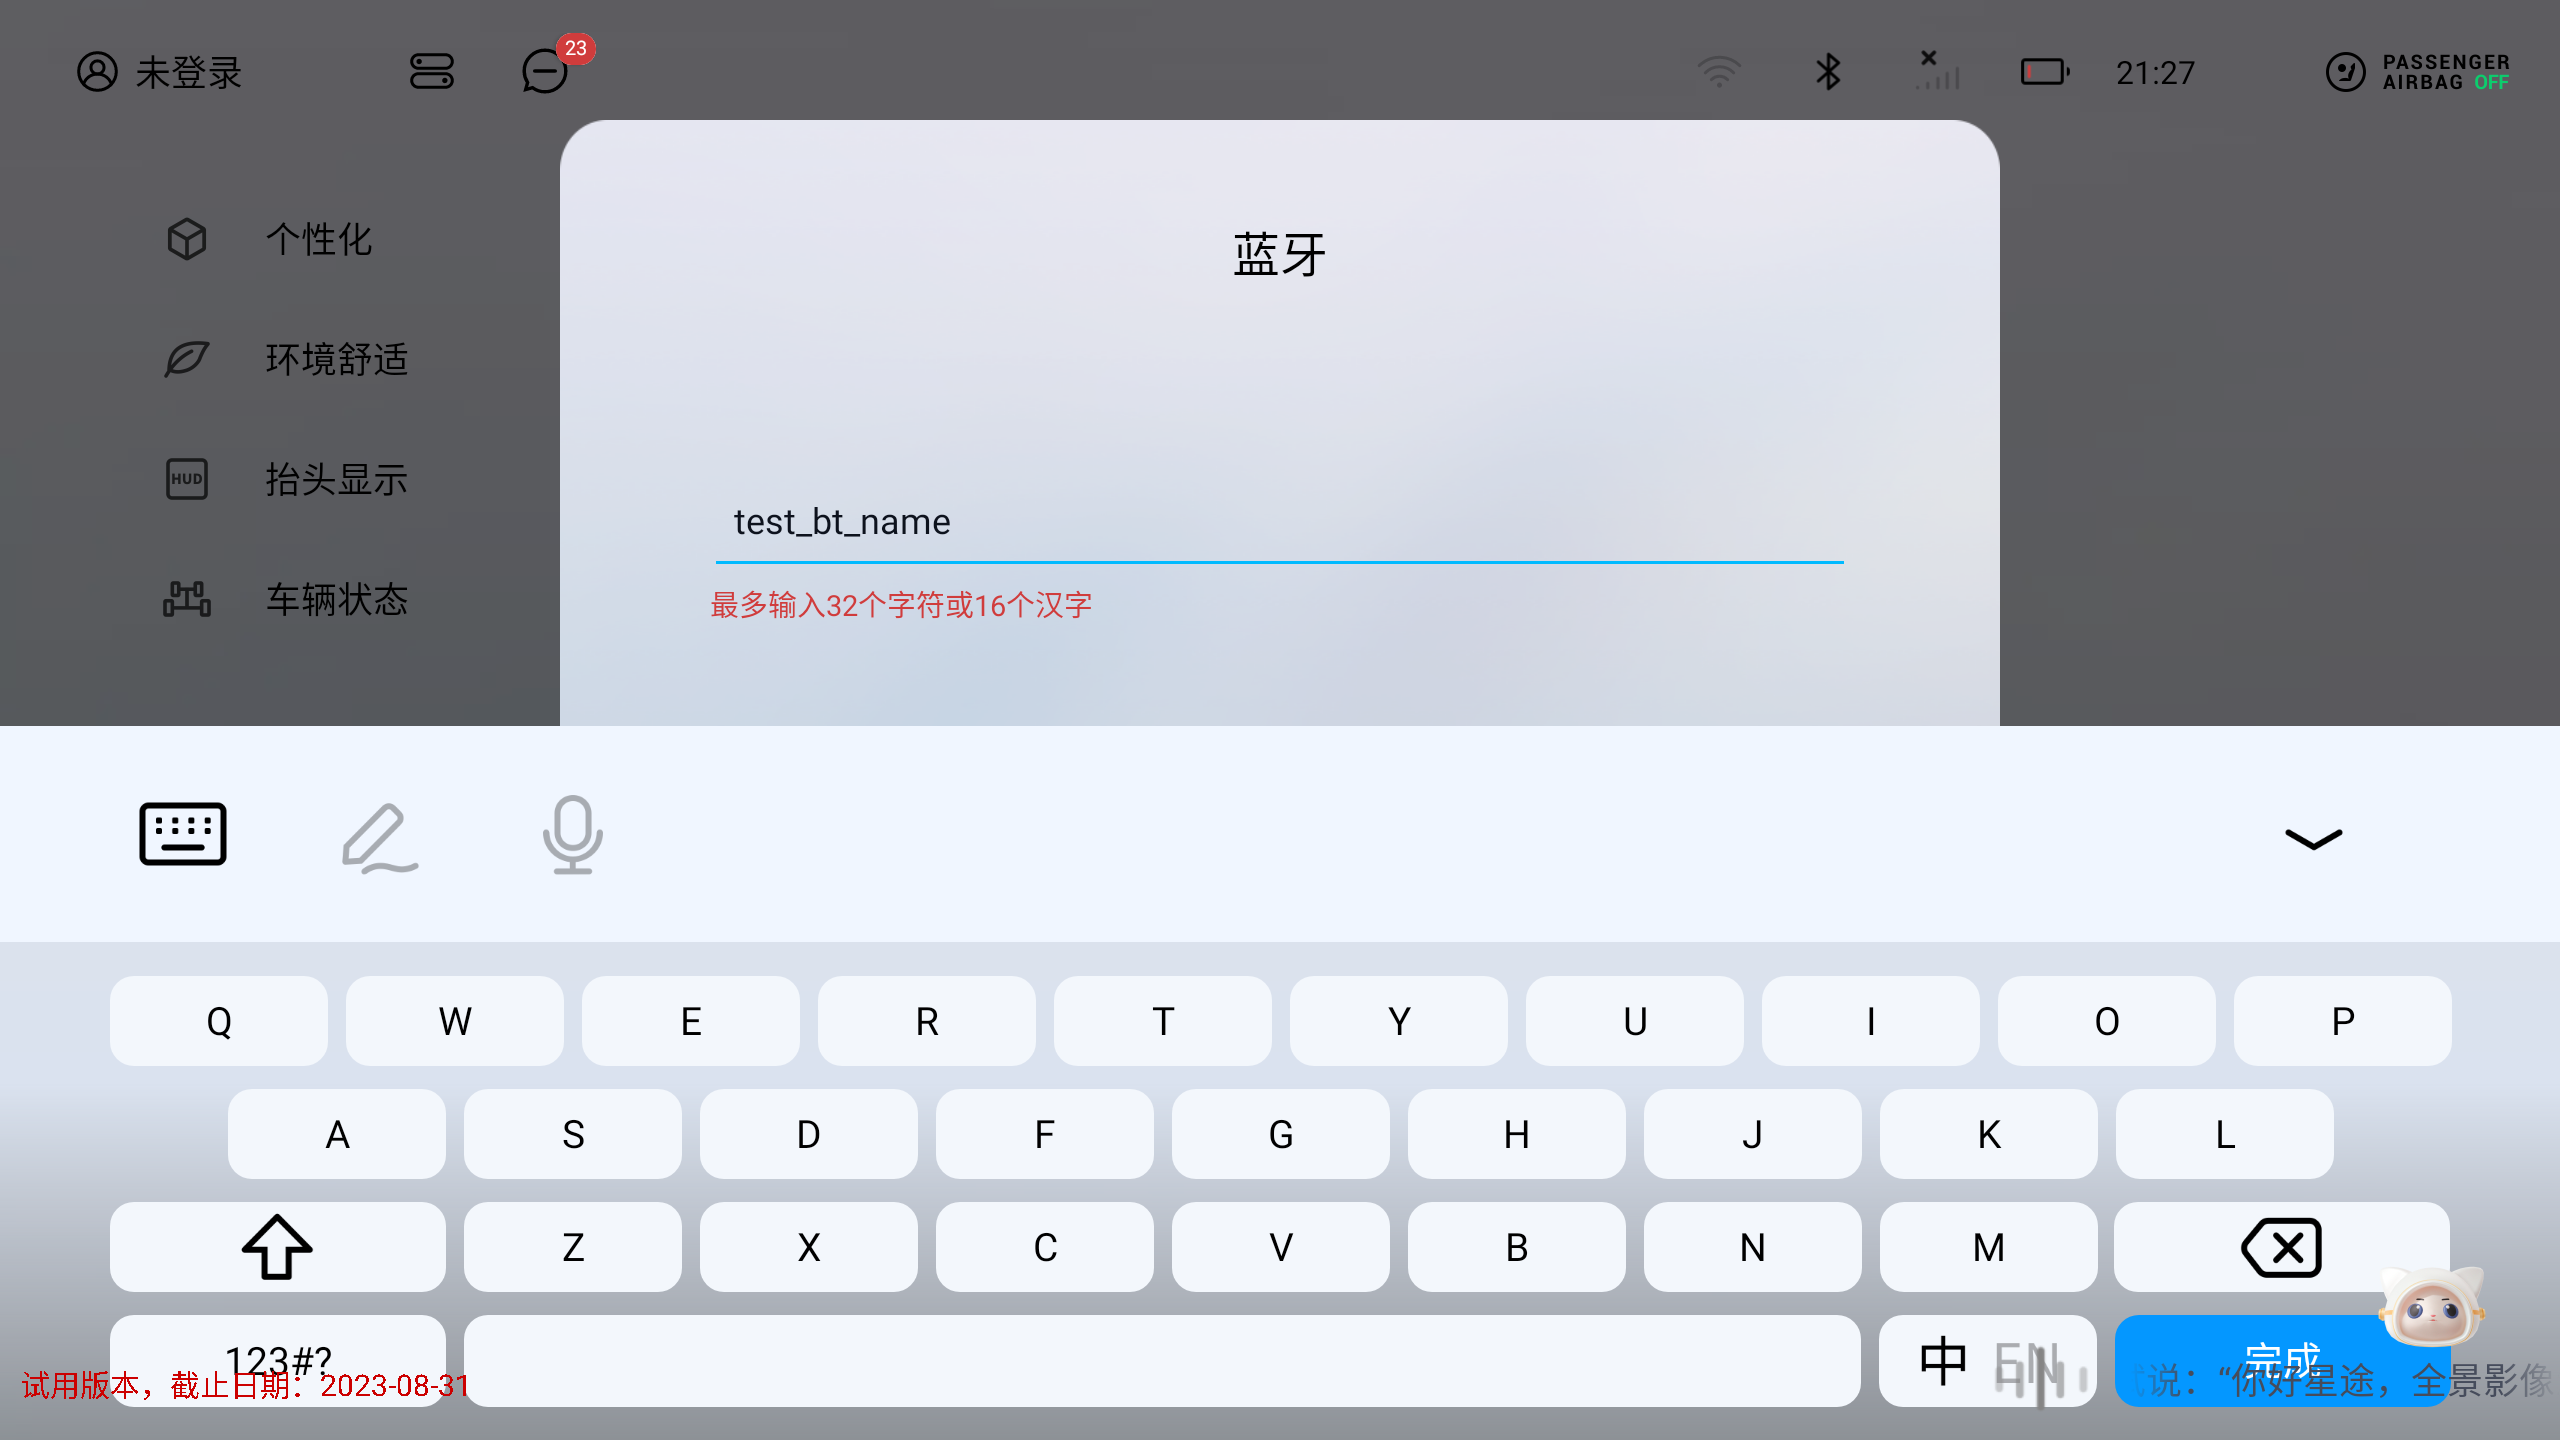 未登录
23
21:27
PASSENGER
AIRBAG OFF
个性化
环境舒适
HUD
抬头显示
车辆状态
蓝牙
test_bt_name
最多输入32个字符或16个汉字
Q W E R T Y U I O P
A S D F G H J K L
Z X C V B N M
123#?
中 EN
完成
试用版本，截止日期：2023-08-31
说：“你好星途，全景影像